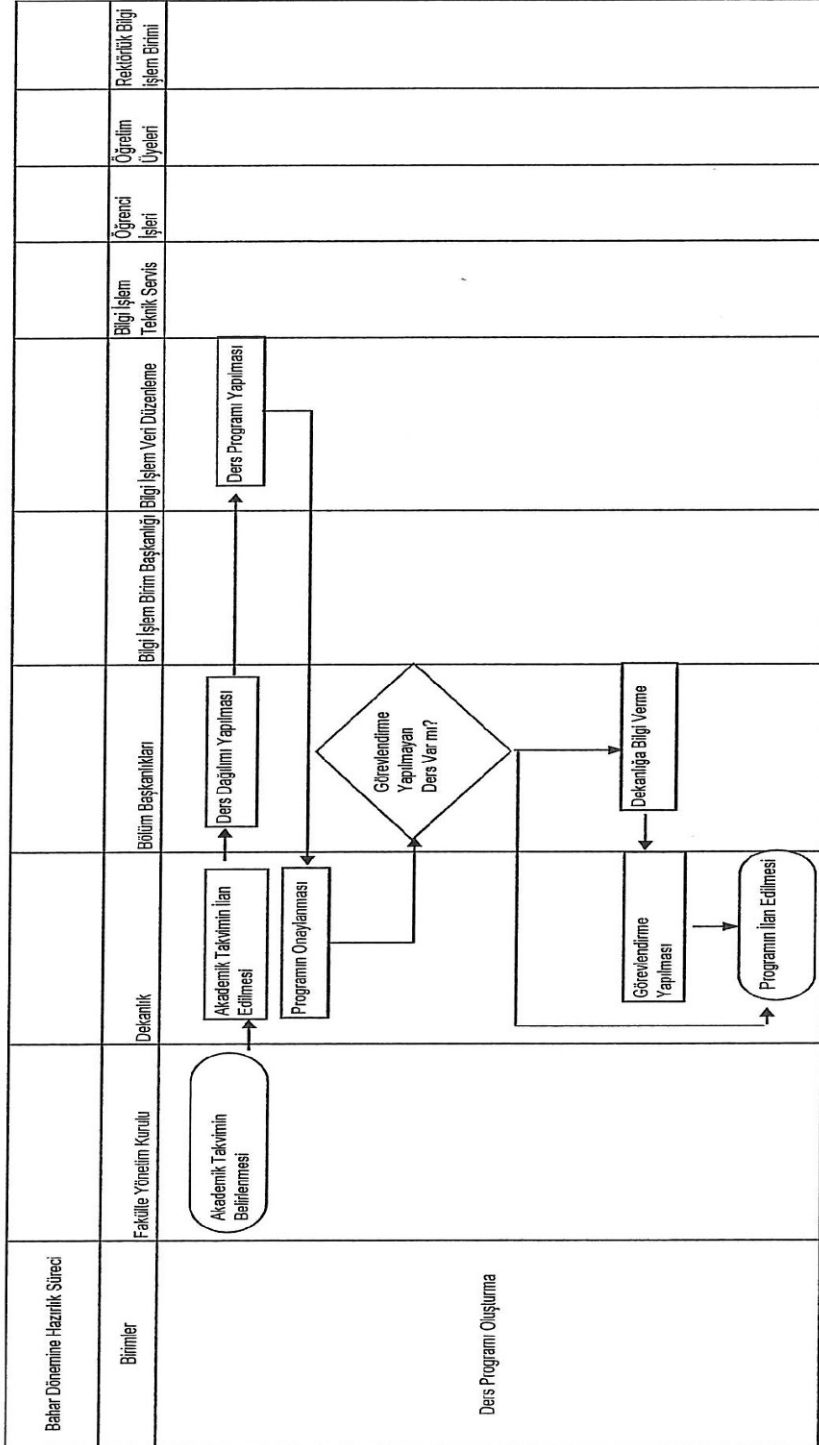 Bahar Dönemine Hazırlık Süreci
Birimler
Fakülte Yönetim Kurulu
Dekanlık
Bölüm Başkanlıkları
Bilgi İşlem Birim Başkanlığı
Bilgi İşlem Veri Düzenleme
Bilgi İşlem
Teknik Servis
Öğrenci
İşleri
Öğretim
Üyeleri
Rektörlük Bilgi
işlem Birimi
Ders Programı Oluşturma
Akademik Takvimin
Belirlenmesi
Akademik Takvimin İlan
Edilmesi
Ders Dağılımı Yapılması
Ders Programı Yapılması
Programın Onaylanması
Görevlendirme
Yapılmayan
Ders Var mı?
Dekanlığa Bilgi Verme
Görevlendirme
Yapılması
Programın İlan Edilmesi